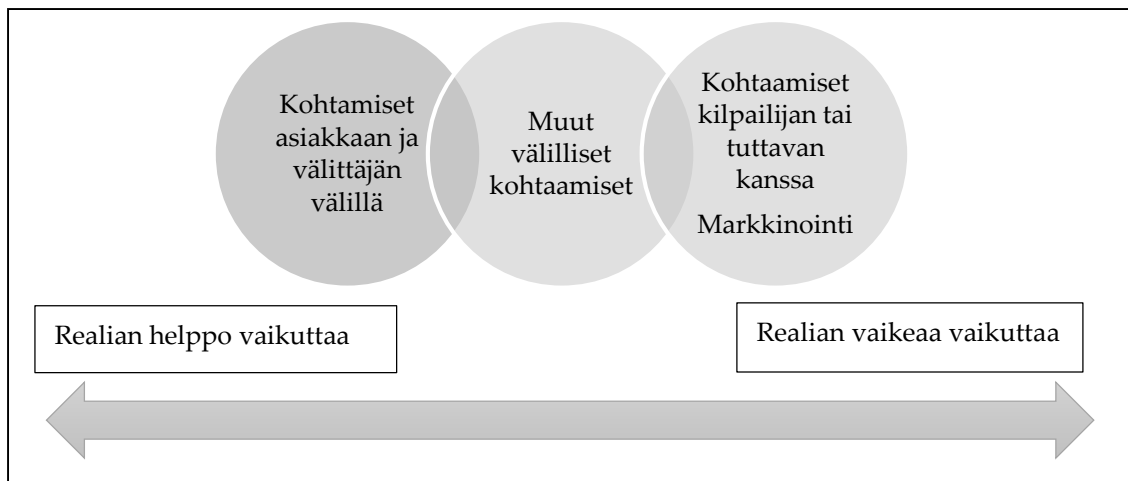 Kohtamiset
asiakkaan ja
välittäjän
välillä
Muut
välilliset
kohtaamiset
Kohtaamiset
kilpailijan tai
tuttavan
kanssa
Markkinointi
Realian helppo vaikuttaa
Realian vaikeaa vaikuttaa